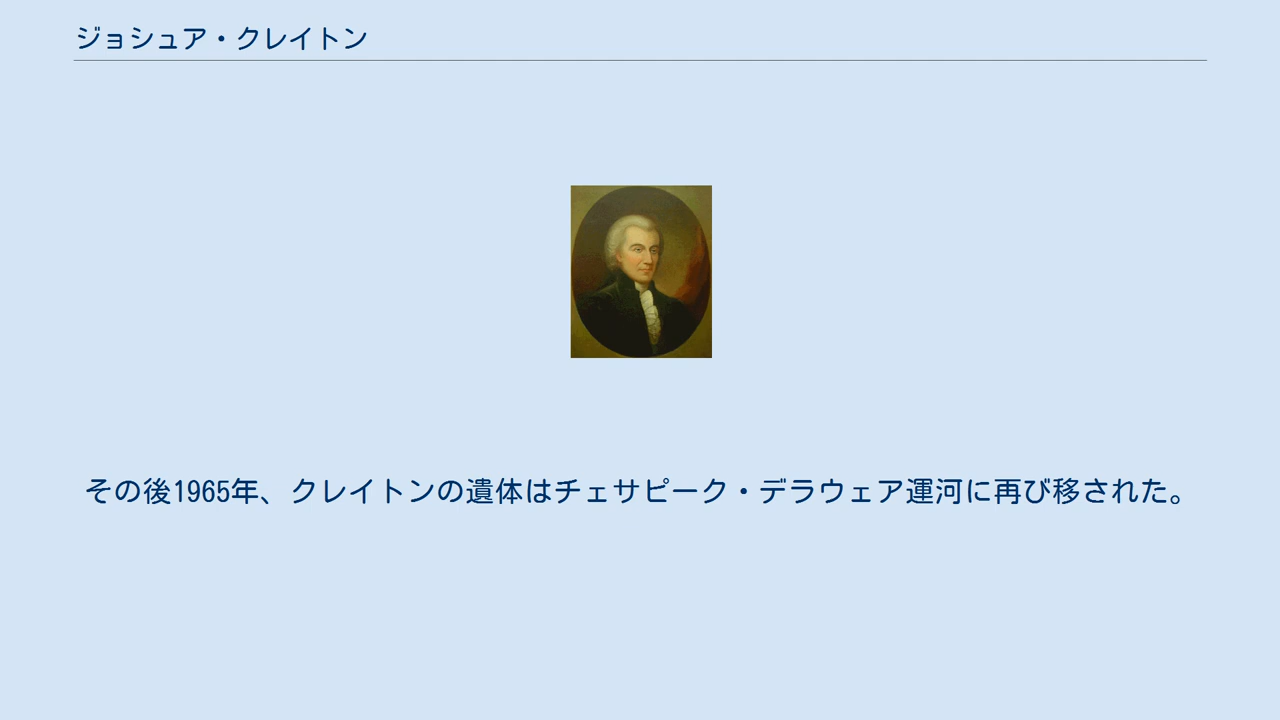 ジョシュア・クレイトン
その後1965年、クレイトンの遺体はチェサピーク・デラウェア運河に再び移された。